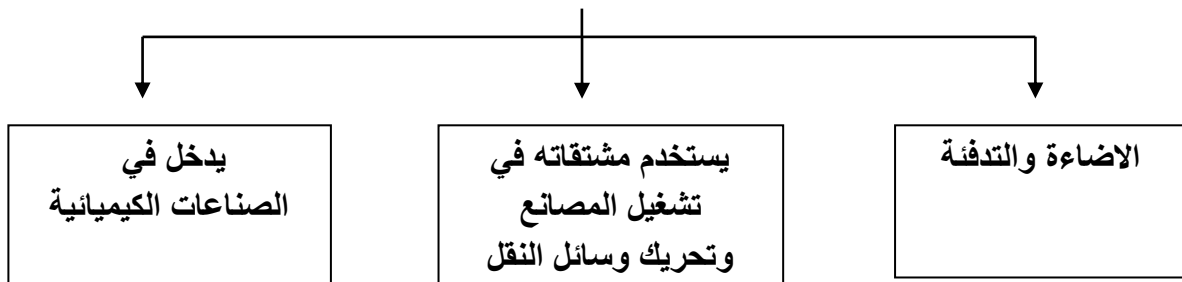 الاضاءة والتدفئة
يستخدم مشتقاته في
تشغيل المصانع
وتحريك وسائل النقل
يدخل في
الصناعات الكيميائية